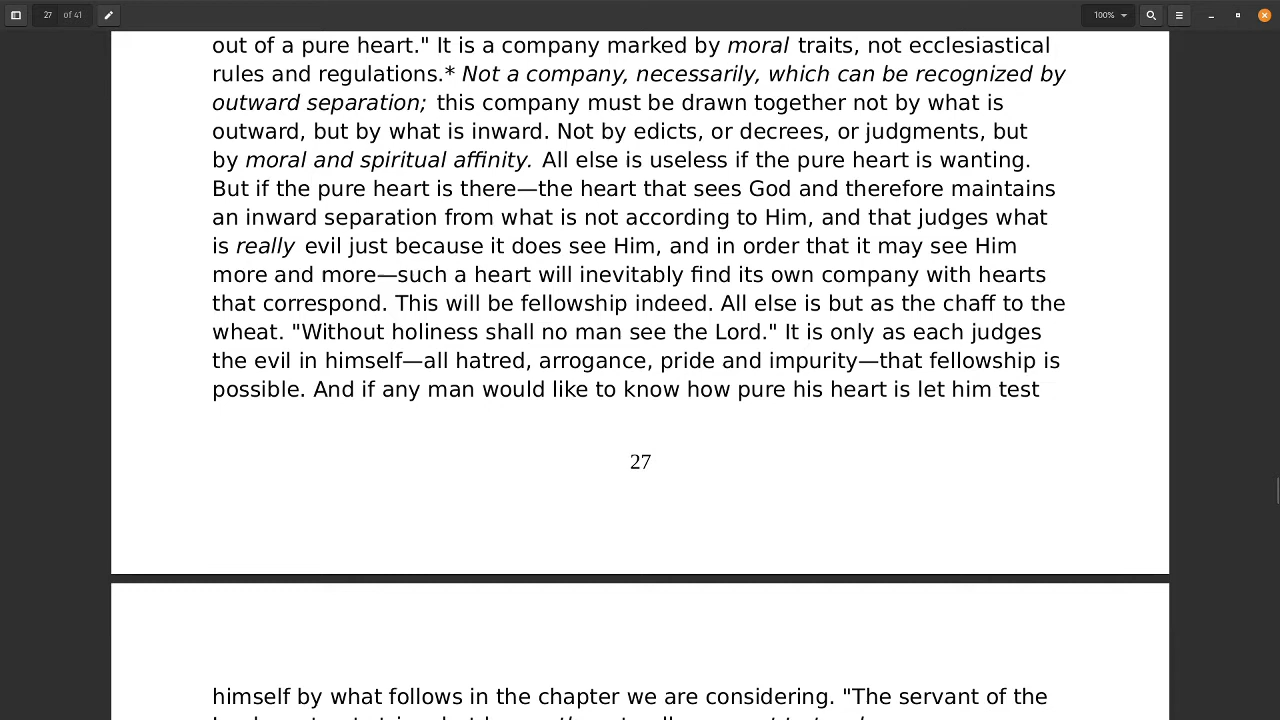 27 of 41
100%
out of a pure heart." It is a company marked by moral traits, not ecclesiastical
rules and regulations.* Not a company, necessarily, which can be recognized by
outward separation; this company must be drawn together not by what is
outward, but by what is inward. Not by edicts, or decrees, or judgments, but
by moral and spiritual affinity. All else is useless if the pure heart is wanting.
But if the pure heart is there—the heart that sees God and therefore maintains
an inward separation from what is not according to Him, and that judges what
is really evil just because it does see Him, and in order that it may see Him
more and more—such a heart will inevitably find its own company with hearts
that correspond. This will be fellowship indeed. All else is but as the chaff to the
wheat. "Without holiness shall no man see the Lord." It is only as each judges
the evil in himself—all hatred, arrogance, pride and impurity—that fellowship is
possible. And if any man would like to know how pure his heart is let him test
27
himself by what follows in the chapter we are considering. "The servant of the